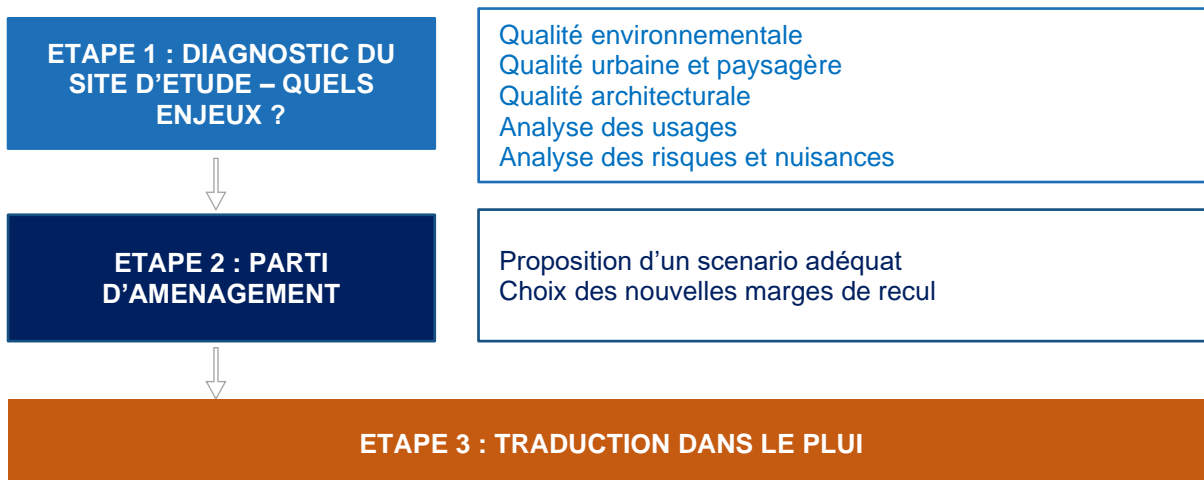 ETAPE 1 : DIAGNOSTIC DU
SITE D'ETUDE – QUELS
ENJEUX ?
Qualité environnementale
Qualité urbaine et paysagère
Qualité architecturale
Analyse des usages
Analyse des risques et nuisances
ETAPE 2 : PARTI
D'AMENAGEMENT
Proposition d’un scenario adéquat
Choix des nouvelles marges de recul
ETAPE 3 : TRADUCTION DANS LE PLUI